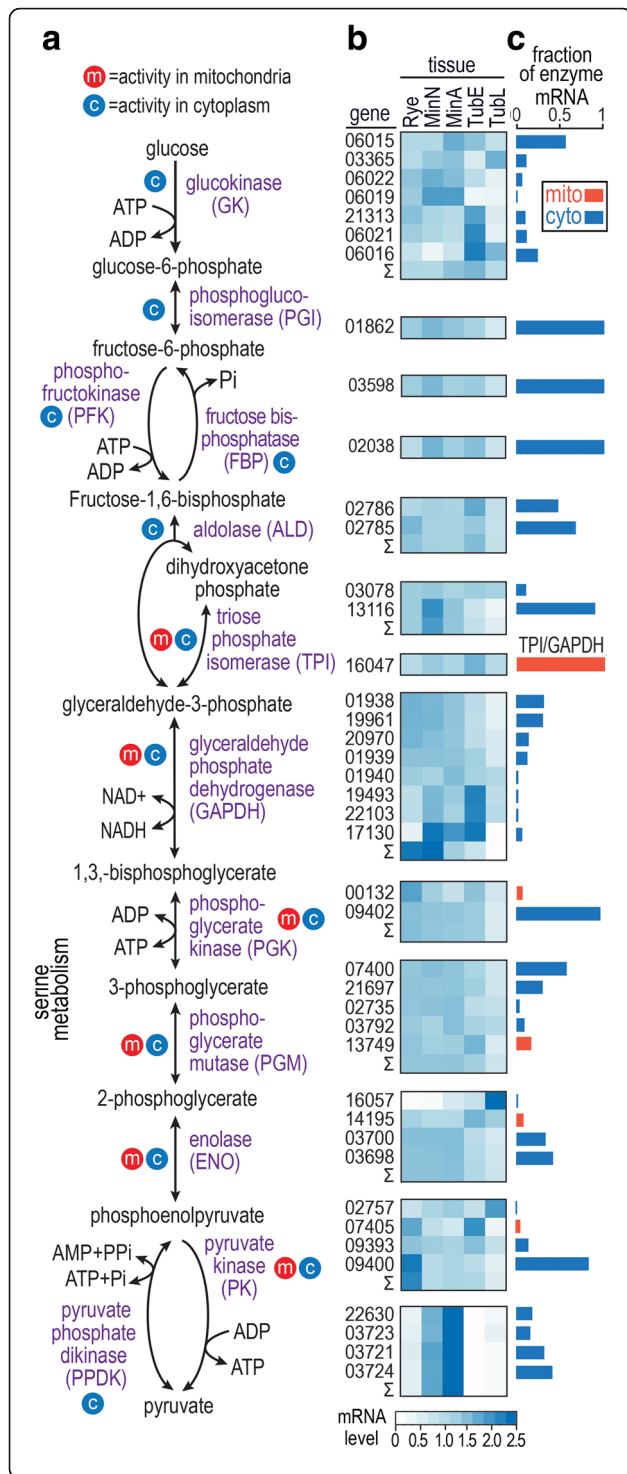 a
m =activity in mitochondria
c =activity in cytoplasm
glucose
c
glucokinase
(GK)
ATP
ADP
glucose-6-phosphate
c
phosphogluco-
isomerase (PGI)
fructose-6-phosphate
phospho-
fructokinase
c (PFK)
Pi
fructose bis-
phosphatase
(FBP) c
ATP
ADP
Fructose-1,6-bisphosphate
c
aldolase (ALD)
dihydroxyacetone
phosphate
m c
triose
phosphate
isomerase (TPI)
glyceraldehyde-3-phosphate
m c
glyceraldehyde
phosphate
dehydrogenase
(GAPDH)
NAD+
NADH
1,3,-bisphosphoglycerate
ADP
ATP
phospho-
glycerate
kinase (PGK)
m c
serine
metabolism
3-phosphoglycerate
m c
phospho-
glycerate
mutase (PGM)
2-phosphoglycerate
m c
enolase
(ENO)
phosphoenolpyruvate
AMP+PPi
ATP+Pi
pyruvate
kinase
(PK)
m c
pyruvate
phosphate
dikinase
(PPDK)
c
ADP
ATP
pyruvate
b
tissue
gene
Rye
MinN
MinA
TubE
TubL
06015
03365
06022
06019
21313
06021
06016
Σ
01862
03598
02038
02786
02785
Σ
03078
13116
Σ
16047
01938
19961
20970
01939
01940
19493
22103
17130
Σ
00132
09402
Σ
07400
21697
02735
03792
13749
Σ
16057
14195
03700
03698
Σ
02757
07405
09393
09400
Σ
22630
03723
03721
03724
Σ
mRNA
level
0 0.5 1.0 1.5 2.0 2.5
c
fraction
of enzyme
mRNA
0 0.5 1
mito
cyto
TPI/GAPDH